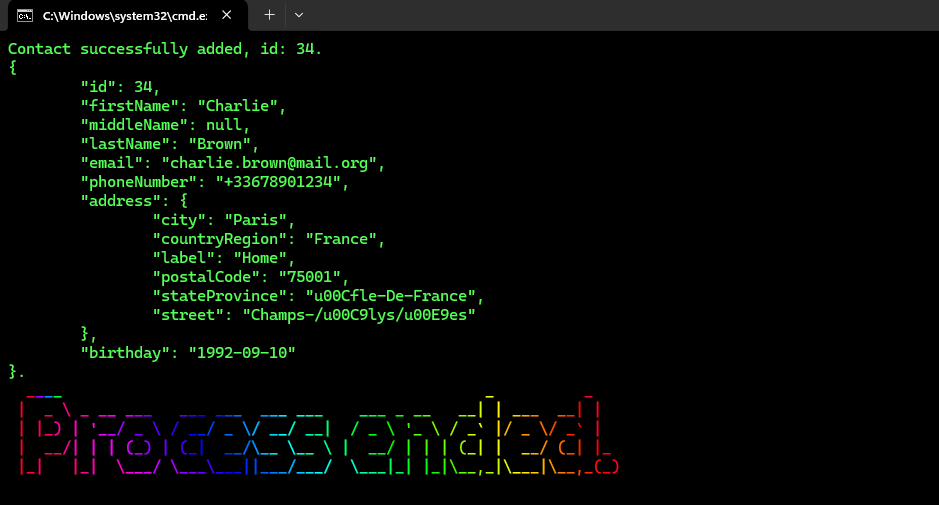 C:\Windows\system32\cmd.e:
Contact successfully added, id: 34.
{
"id": 34,
"firstName": "Charlie",
"middleName": null,
"lastName": "Brown",
"email": "charlie.brown@mail.org",
"phoneNumber": "+33678901234",
"address": {
"city": "Paris",
"countryRegion": "France",
"label": "Home",
"postalCode": "75001",
"stateProvince": "u00Cfle-De-France",
"street": "Champs-/u00C9lys/u00E9es"
},
"birthday": "1992-09-10"
}.
Process ended.